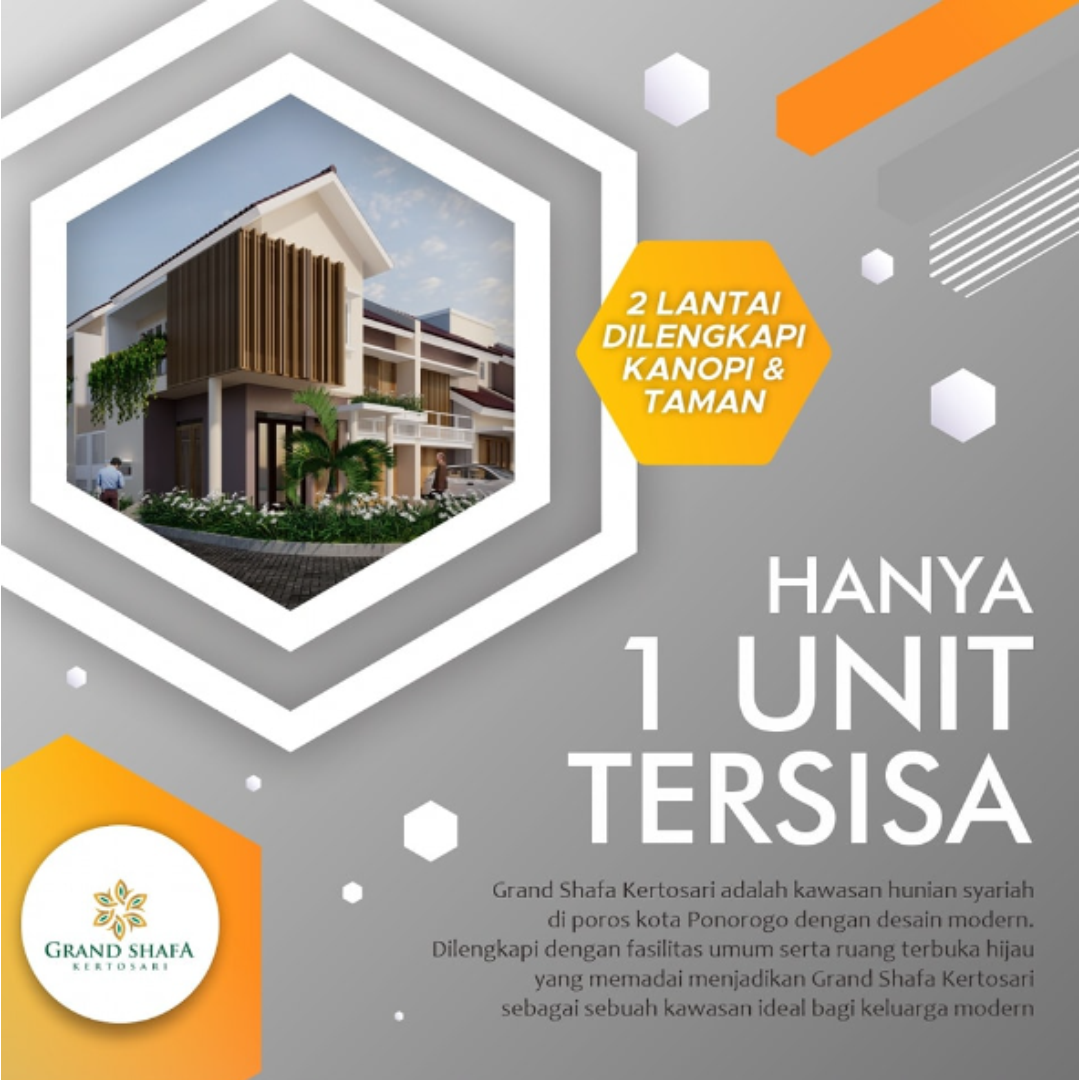 2 LANTAI
DILENGKAPI
KANOPI &
TAMAN
HANYA
1 UNIT
TERSISA
Grand Shafa Kertosari adalah kawasan hunian syariah
di poros kota Ponorogo dengan desain modern.
Dilengkapi dengan fasilitas umum serta ruang terbuka hijau
yang memadai menjadikan Grand Shafa Kertosari
sebagai sebuah kawasan ideal bagi keluarga modern
GRAND SHAFA
KERTOSARI